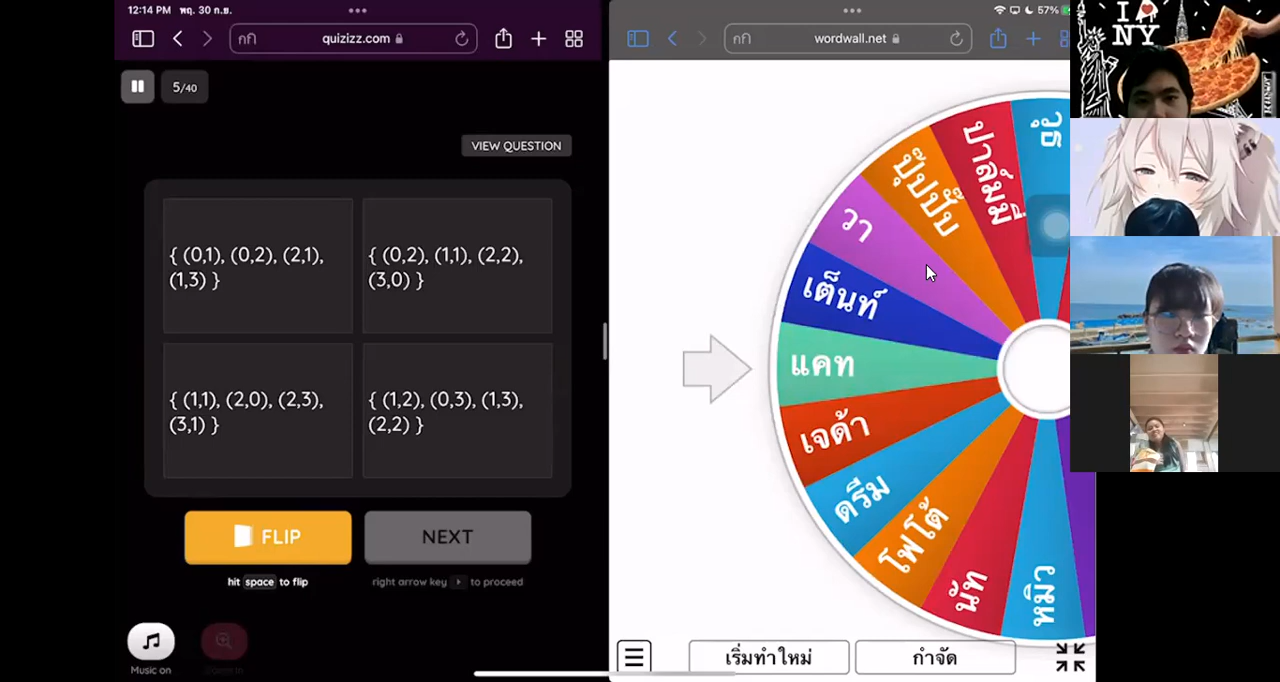 12:14 PM พฤ. 30 ก.ย.
กก
quizizz.com
5/40
VIEW QUESTION
{ (0,1), (0,2), (2,1),
(1,3) }
{ (0,2), (1,1), (2,2),
(3,0) }
{ (1,1), (2,0), (2,3),
(3,1) }
{ (1,2), (0,3), (1,3),
(2,2) }
FLIP
NEXT
hit space to flip
right arrow key to proceed
Music on
57%
กก
wordwall.net
ปาล์มมี่
ปุ๊ปปั๊ป
วา
เต็นท์
แคท
เจด้า
ดรีม
โฟโต้
นัท
หมิว
เริ่มทำใหม่
กำจัด
I
NY